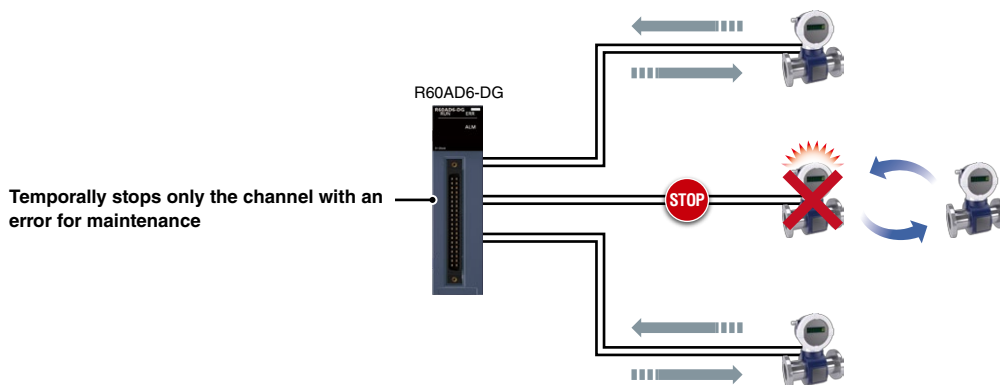 R60AD6-DG
R60AD6-DG
RUN ERR
ALM
STOP
Temporally stops only the channel with an
error for maintenance